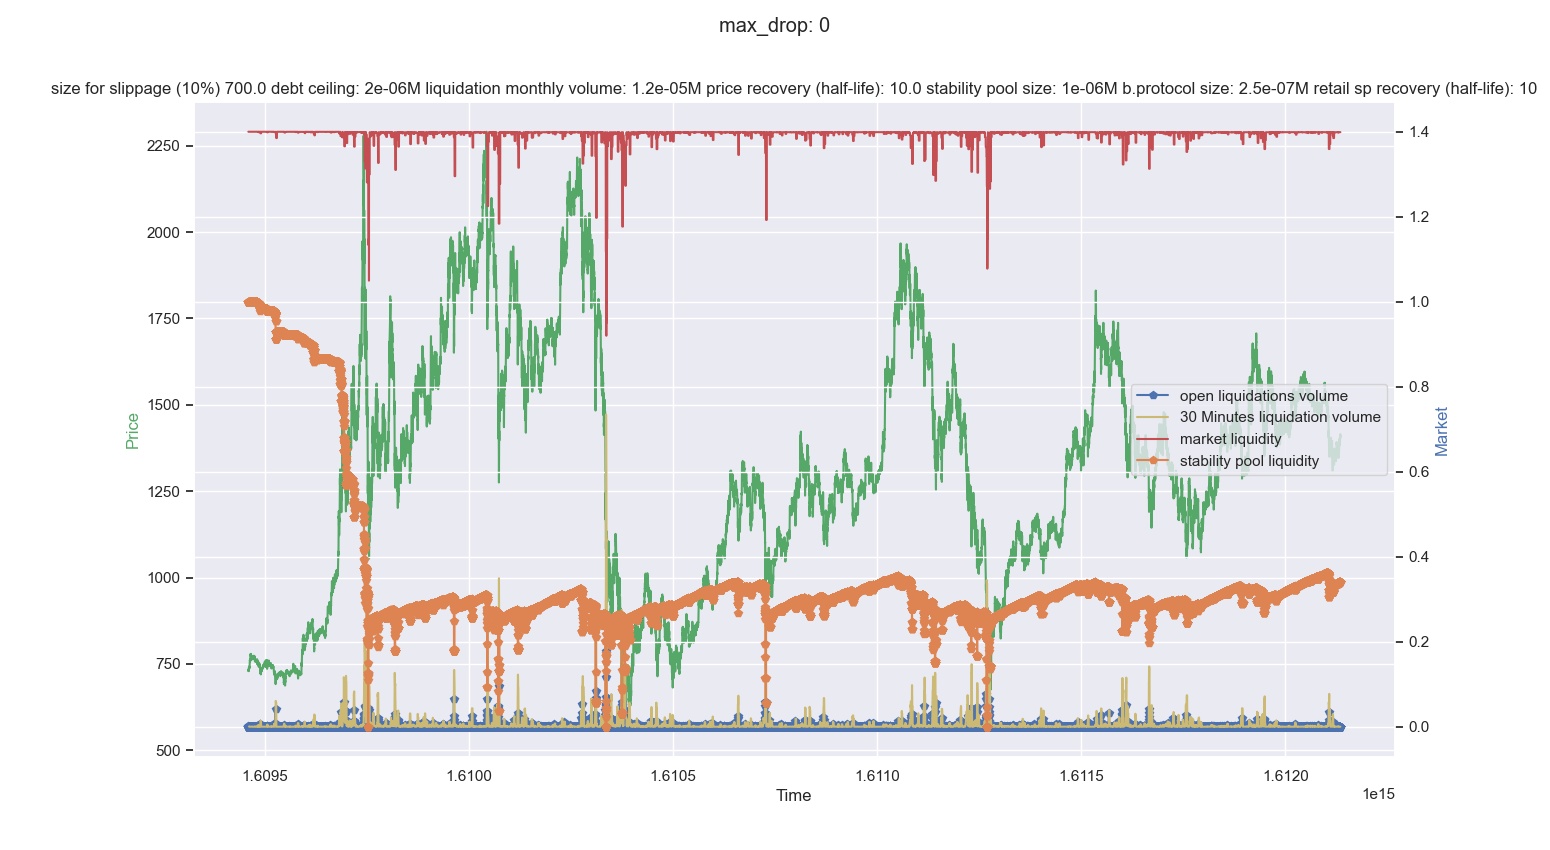 max_drop: 0
size for slippage (10%) 700.0 debt ceiling: 2e-06M liquidation monthly volume: 1.2e-05M price recovery (half-life): 10.0 stability pool size: 1e-06M b.protocol size: 2.5e-07M retail sp recovery (half-life): 10
2250
2000
1750
1500
1250
1000
750
500
Price
1.4
1.2
1.0
0.8
0.6
0.4
0.2
0.0
Market
open liquidations volume
30 Minutes liquidation volume
market liquidity
stability pool liquidity
1.6095
1.6100
1.6105
1.6110
1.6115
1.6120
1e15
Time